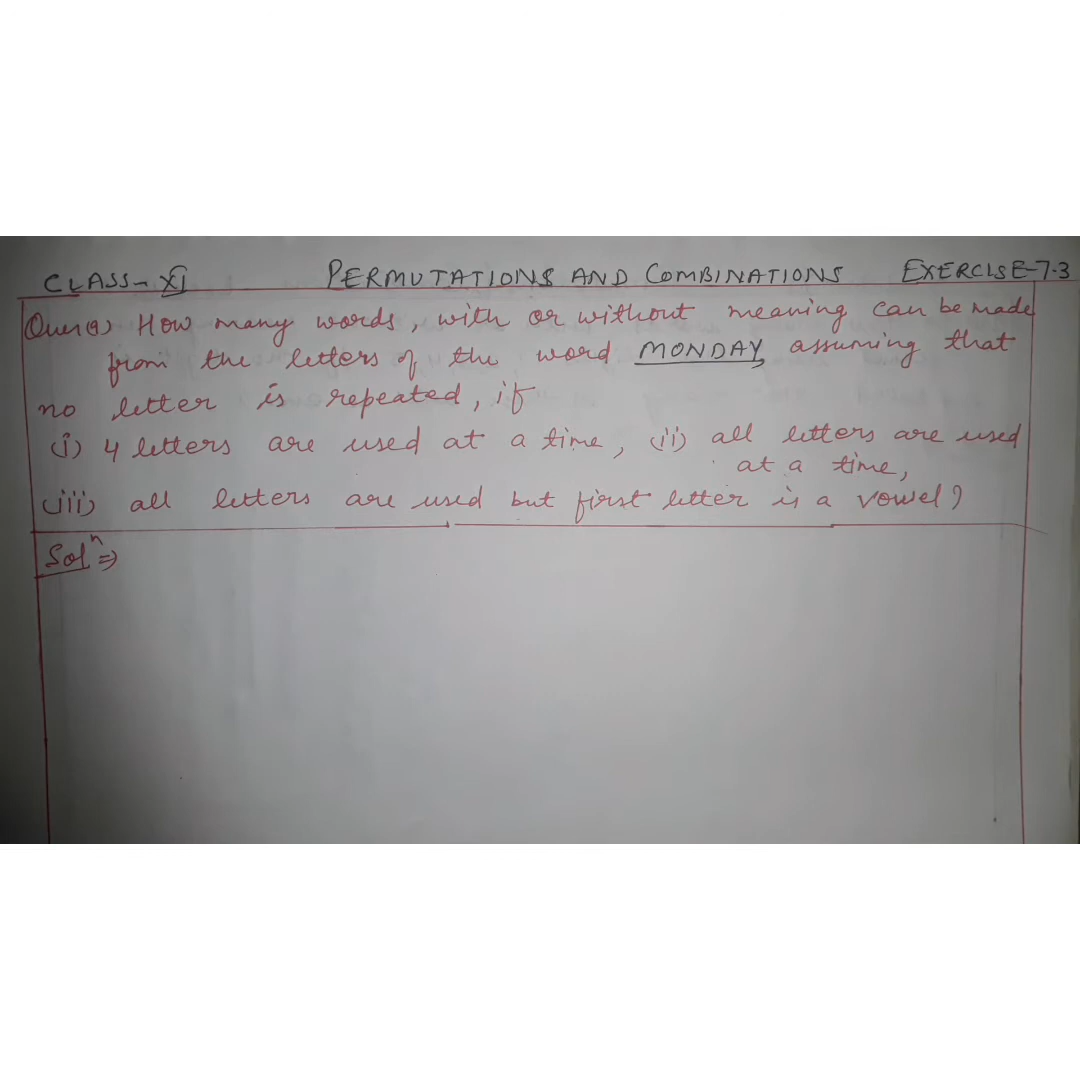 CLASS - XI PERMUTATIONS AND COMBINATIONS EXERCISE-7.3
Ques(9) How many words, with or without meaning can be made
from the letters of the word MONDAY, assuming that
no letter is repeated, if
(i) 4 letters are used at a time, (ii) all letters are used
at a time,
(iii) all letters are used but first letter is a vowel?
Solⁿ ⇒